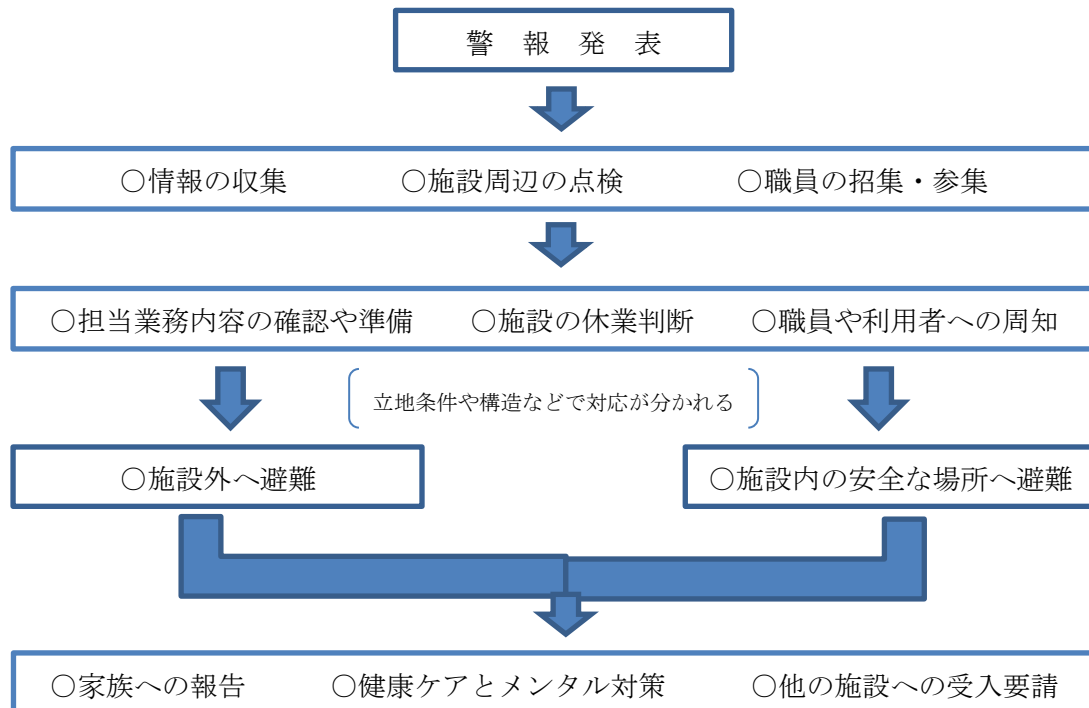 警 報 発 表
○情報の収集 ○施設周辺の点検 ○職員の招集・参集
○担当業務内容の確認や準備 ○施設の休業判断 ○職員や利用者への周知
立地条件や構造などで対応が分かれる
○施設外へ避難 ○施設内の安全な場所へ避難
○家族への報告 ○健康ケアとメンタル対策 ○他の施設への受入要請